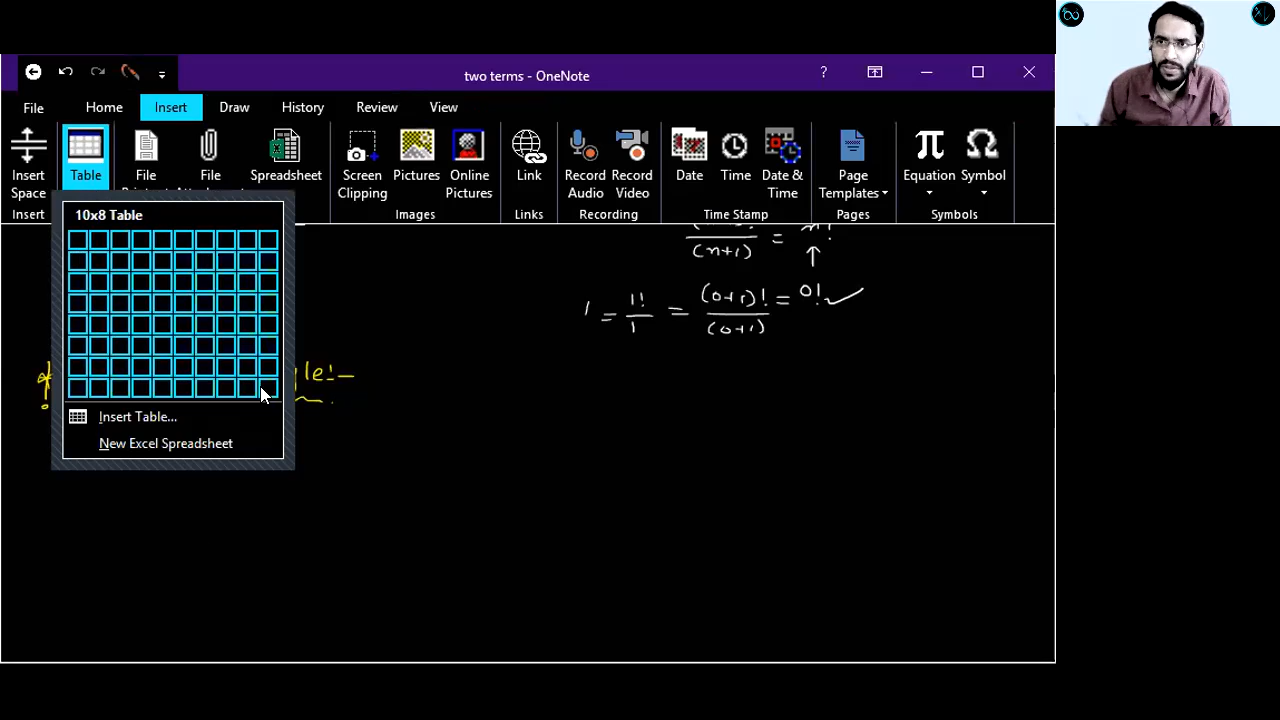 two terms - OneNote
?
File Home Insert Draw History Review View
Insert Space
Table
File
File
Spreadsheet
Screen Clipping
Pictures
Online Pictures
Link
Record Audio
Record Video
Date
Time
Date & Time
Page Templates
π Equation
Ω Symbol
Insert
Images
Links
Recording
Time Stamp
Pages
Symbols
10x8 Table
Insert Table...
New Excel Spreadsheet
(n+1) = n!
1 = 1!/1 = (0+1)!/(0+1) = 0!
le!-